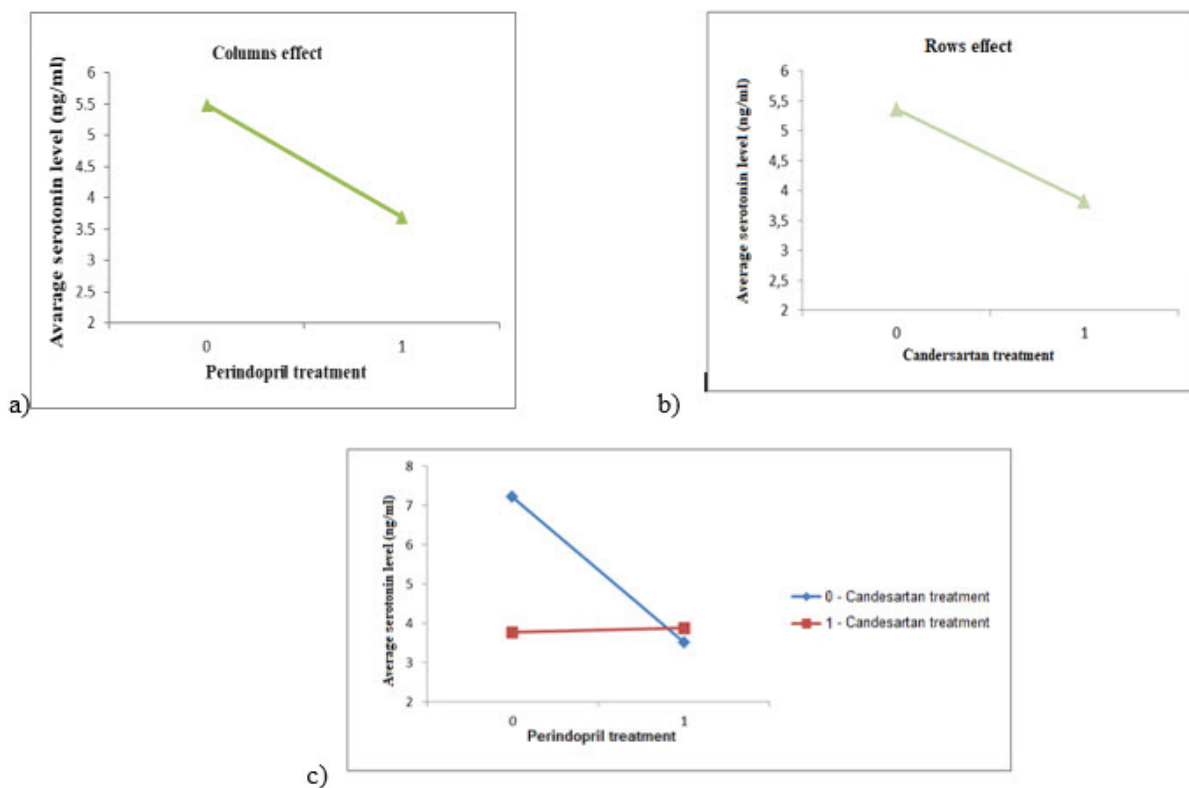 Columns effect
Avarage serotonin level (ng/ml)
6
5.5
5
4.5
4
3.5
3
2.5
2
0 1
Perindopril treatment
a)
Rows effect
Average serotonin level (ng/ml)
6
5,5
5
4,5
4
3,5
3
2,5
2
0 1
Candersartan treatment
b)
Average serotonin level (ng/ml)
8
7
6
5
4
3
2
0 1
Perindopril treatment
0 - Candesartan treatment
1 - Candesartan treatment
c)